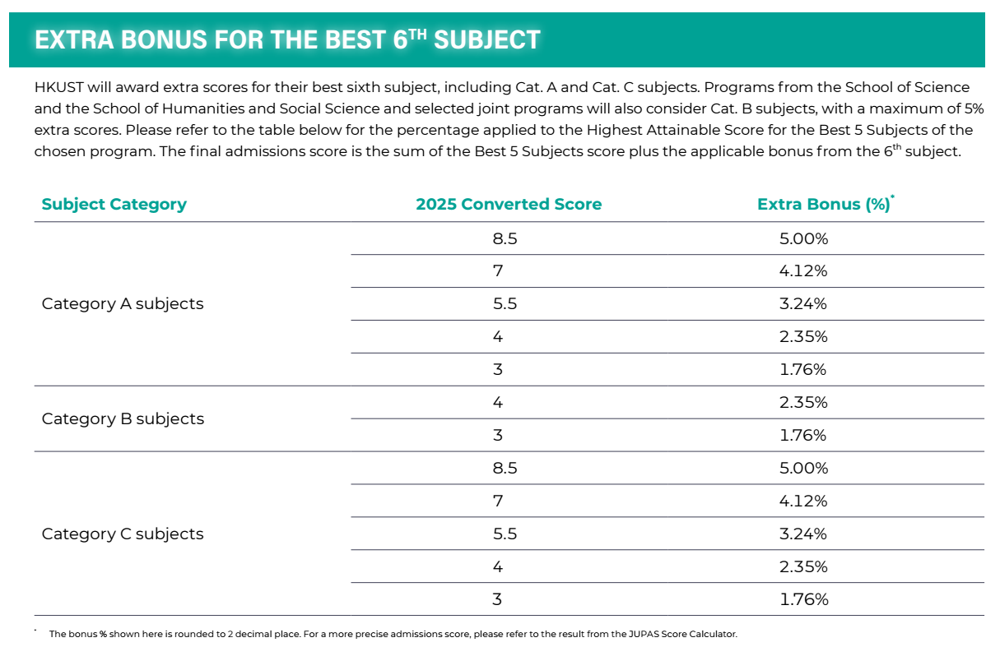 EXTRA BONUS FOR THE BEST 6TH SUBJECT
HKUST will award extra scores for their best sixth subject, including Cat. A and Cat. C subjects. Programs from the School of Science
and the School of Humanities and Social Science and selected joint programs will also consider Cat. B subjects, with a maximum of 5%
extra scores. Please refer to the table below for the percentage applied to the Highest Attainable Score for the Best 5 Subjects of the
chosen program. The final admissions score is the sum of the Best 5 Subjects score plus the applicable bonus from the 6th subject.
Subject Category 2025 Converted Score Extra Bonus (%)*
Category A subjects
8.5 5.00%
7 4.12%
5.5 3.24%
4 2.35%
3 1.76%
Category B subjects
4 2.35%
3 1.76%
Category C subjects
8.5 5.00%
7 4.12%
5.5 3.24%
4 2.35%
3 1.76%
* The bonus % shown here is rounded to 2 decimal place. For a more precise admissions score, please refer to the result from the JUPAS Score Calculator.